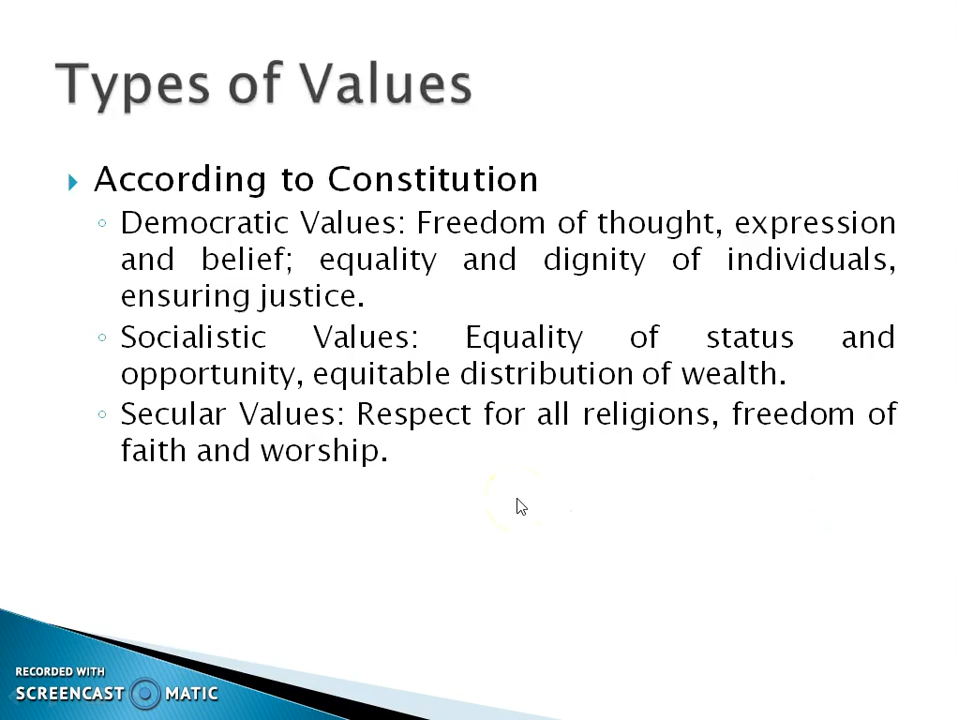 Types of Values
According to Constitution
Democratic Values: Freedom of thought, expression
and belief; equality and dignity of individuals,
ensuring justice.
Socialistic Values: Equality of status and
opportunity, equitable distribution of wealth.
Secular Values: Respect for all religions, freedom of
faith and worship.
RECORDED WITH
SCREENCAST MATIC